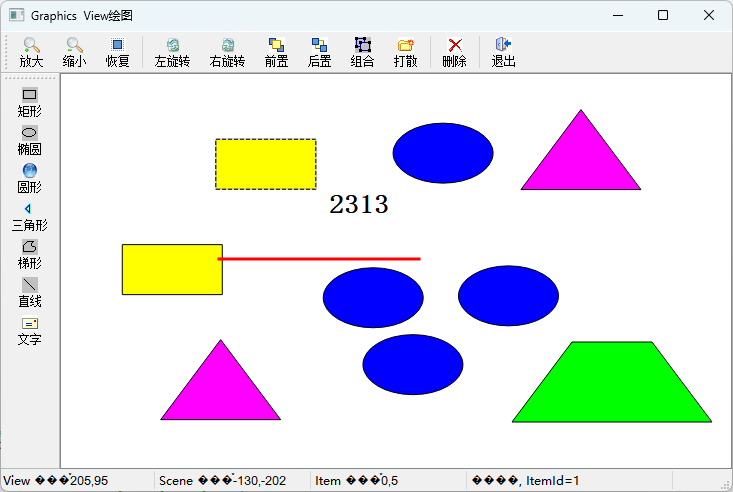 Graphics View绘图
放大 缩小 恢复 左旋转 右旋转 前置 后置 组合 打散 删除 退出
矩形
椭圆
圆形
三角形
梯形
直线
文字
2313
View ���205,95 Scene ���-130,-202 Item ���0,5 ����, ItemId=1